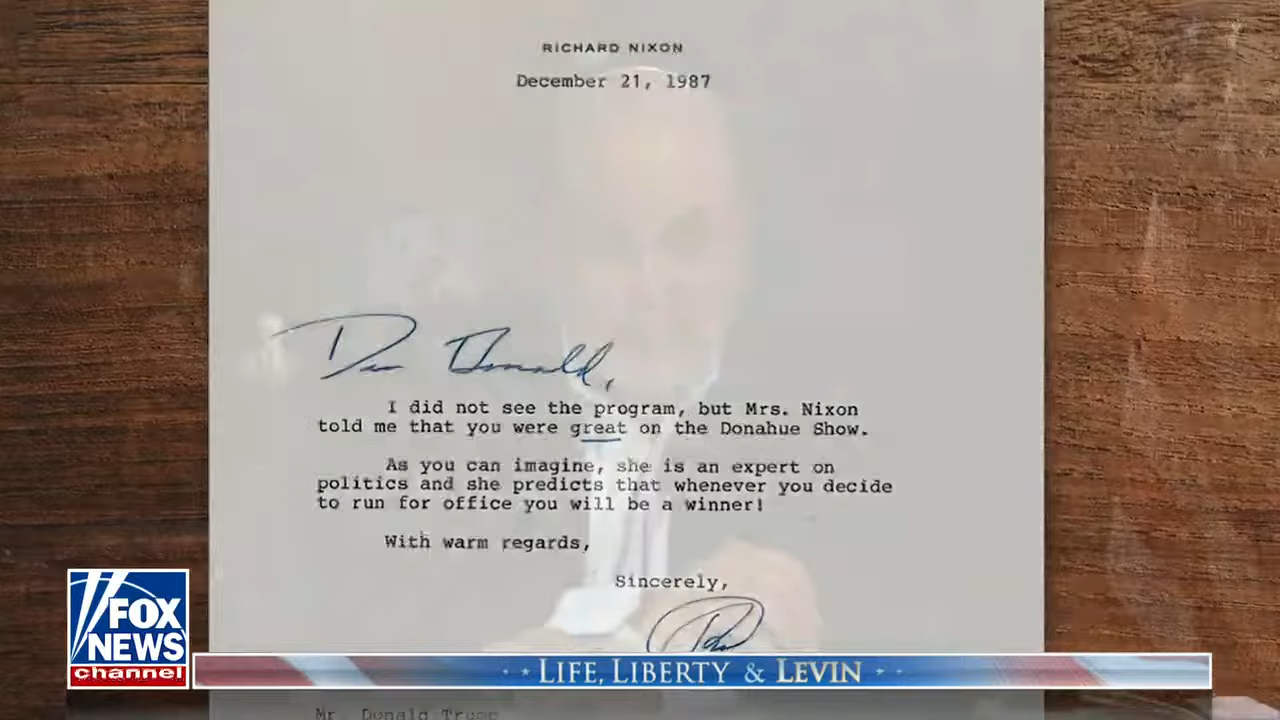 RICHARD NIXON
December 21, 1987
Dear Donald,
I did not see the program, but Mrs. Nixon
told me that you were great on the Donahue Show.
As you can imagine, she is an expert on
politics and she predicts that whenever you decide
to run for office you will be a winner!
With warm regards,
Sincerely,
Mr. Donald Trump
FOX
NEWS
channel
LIFE, LIBERTY & LEVIN